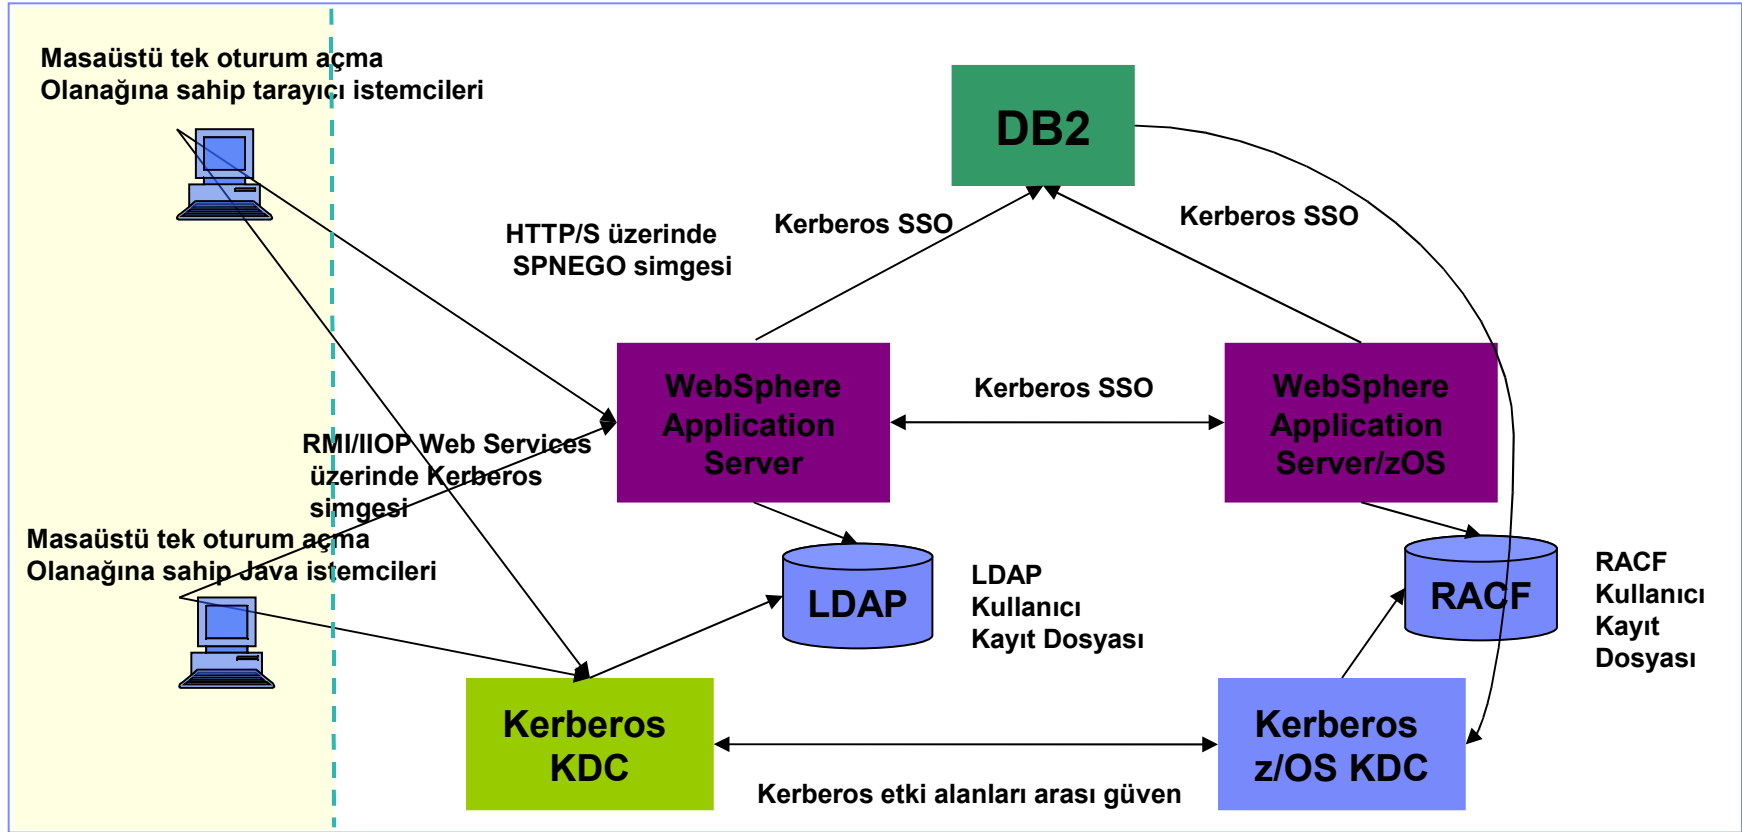 Masaüstü tek oturum açma
Olanağına sahip tarayıcı istemcileri
DB2
Kerberos SSO
Kerberos SSO
HTTP/S üzerinde
SPNEGO simgesi
WebSphere
Application
Server
Kerberos SSO
WebSphere
Application
Server/zOS
RMI/IIOP Web Services
üzerinde Kerberos
simgesi
Masaüstü tek oturum açma
Olanağına sahip Java istemcileri
LDAP
LDAP
Kullanıcı
Kayıt Dosyası
RACF
RACF
Kullanıcı
Kayıt
Dosyası
Kerberos
KDC
Kerberos
z/OS KDC
Kerberos etki alanları arası güven